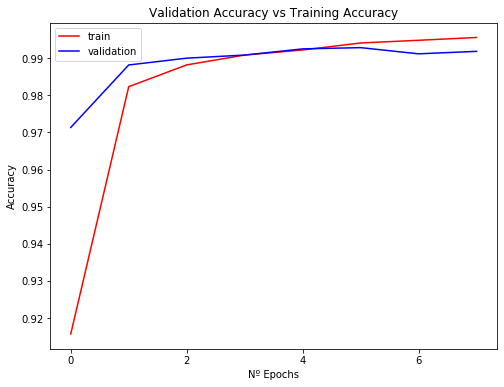 Validation Accuracy vs Training Accuracy
train
validation
Accuracy
0.99
0.98
0.97
0.96
0.95
0.94
0.93
0.92
0 2 4 6
Nº Epochs